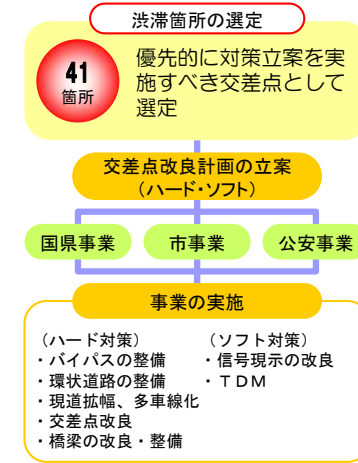 渋滞箇所の選定
41
箇所
優先的に対策立案を実
施すべき交差点として
選定
交差点改良計画の立案
（ハード・ソフト）
国県事業
市事業
公安事業
事業の実施
（ハード対策）
・バイパスの整備
・環状道路の整備
・現道拡幅、多車線化
・交差点改良
・橋梁の改良・整備
（ソフト対策）
・信号現示の改良
・ＴＤＭ